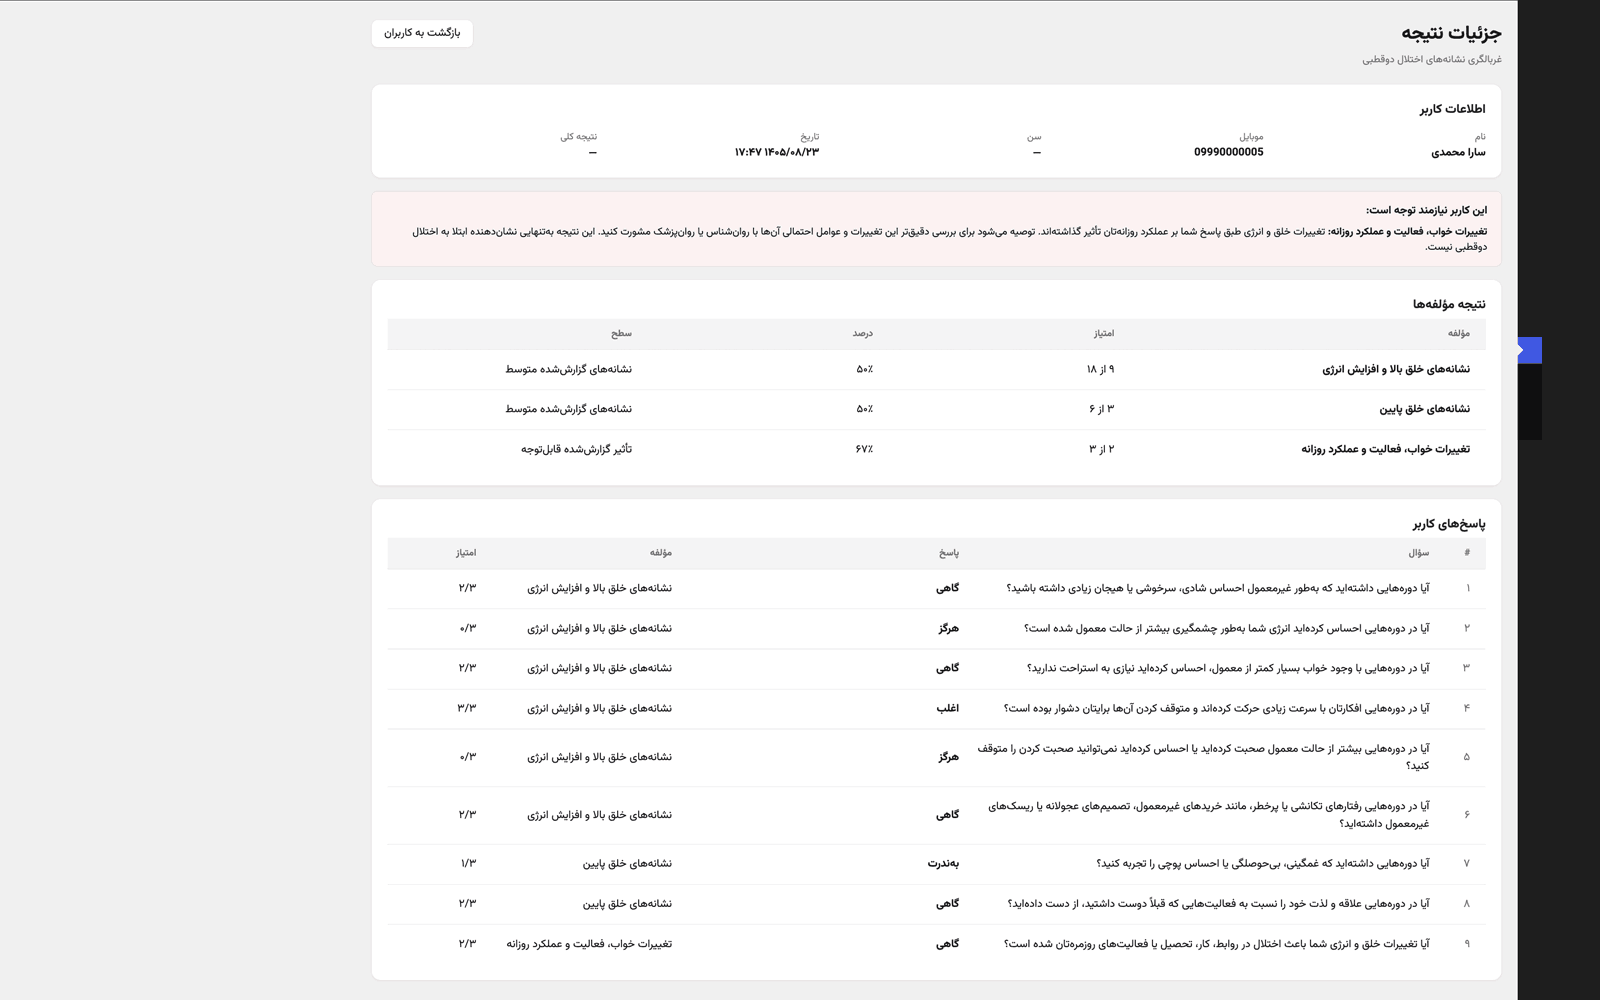 جزئیات نتیجه
بازگشت به کاربران
غربالگری نشانه‌های اختلال دوقطبی
اطلاعات کاربر
نام موبایل سن تاریخ نتیجه کلی
سارا محمدی 09990000005 — ۱۴۰۵/۰۸/۲۳ ۱۷:۴۷ —
این کاربر نیازمند توجه است:
تغییرات خواب، فعالیت و عملکرد روزانه: تغییرات خلق و انرژی طبق پاسخ شما بر عملکرد روزانه‌تان تأثیر گذاشته‌اند. توصیه می‌شود برای بررسی دقیق‌تر این تغییرات و عوامل احتمالی آن‌ها با روان‌شناس یا روان‌پزشک مشورت کنید. این نتیجه به‌تنهایی نشان‌دهنده ابتلا به اختلال
دوقطبی نیست.
نتیجه مؤلفه‌ها
مؤلفه امتیاز درصد سطح
نشانه‌های خلق بالا و افزایش انرژی ۹ از ۱۸ ۵۰٪ نشانه‌های گزارش‌شده متوسط
نشانه‌های خلق پایین ۳ از ۶ ۵۰٪ نشانه‌های گزارش‌شده متوسط
تغییرات خواب، فعالیت و عملکرد روزانه ۲ از ۳ ۶۷٪ تأثیر گزارش‌شده قابل‌توجه
پاسخ‌های کاربر
# سؤال پاسخ مؤلفه امتیاز
۱ آیا دوره‌هایی داشته‌اید که به‌طور غیرمعمول احساس شادی، سرخوشی یا هیجان زیادی داشته باشید؟ گاهی نشانه‌های خلق بالا و افزایش انرژی ۲/۳
۲ آیا در دوره‌هایی احساس کرده‌اید انرژی شما به‌طور چشمگیری بیشتر از حالت معمول شده است؟ هرگز نشانه‌های خلق بالا و افزایش انرژی ۰/۳
۳ آیا در دوره‌هایی با وجود خواب بسیار کمتر از معمول، احساس کرده‌اید نیازی به استراحت ندارید؟ گاهی نشانه‌های خلق بالا و افزایش انرژی ۲/۳
۴ آیا در دوره‌هایی افکارتان با سرعت زیادی حرکت کرده‌اند و متوقف کردن آن‌ها برایتان دشوار بوده است؟ اغلب نشانه‌های خلق بالا و افزایش انرژی ۳/۳
۵ آیا در دوره‌هایی بیشتر از حالت معمول صحبت کرده‌اید یا احساس کرده‌اید نمی‌توانید صحبت کردن را متوقف
کنید؟ هرگز نشانه‌های خلق بالا و افزایش انرژی ۰/۳
۶ آیا در دوره‌هایی رفتارهای تکانشی یا پرخطر، مانند خریدهای غیرمعمول، تصمیم‌های عجولانه یا ریسک‌های
غیرمعمول داشته‌اید؟ گاهی نشانه‌های خلق بالا و افزایش انرژی ۲/۳
۷ آیا دوره‌هایی داشته‌اید که غمگینی، بی‌حوصلگی یا احساس پوچی را تجربه کنید؟ به‌ندرت نشانه‌های خلق پایین ۱/۳
۸ آیا در دوره‌هایی علاقه و لذت خود را نسبت به فعالیت‌هایی که قبلاً دوست داشتید، از دست داده‌اید؟ گاهی نشانه‌های خلق پایین ۲/۳
۹ آیا تغییرات خلق و انرژی شما باعث اختلال در روابط، کار، تحصیل یا فعالیت‌های روزمره‌تان شده است؟ گاهی تغییرات خواب، فعالیت و عملکرد روزانه ۲/۳